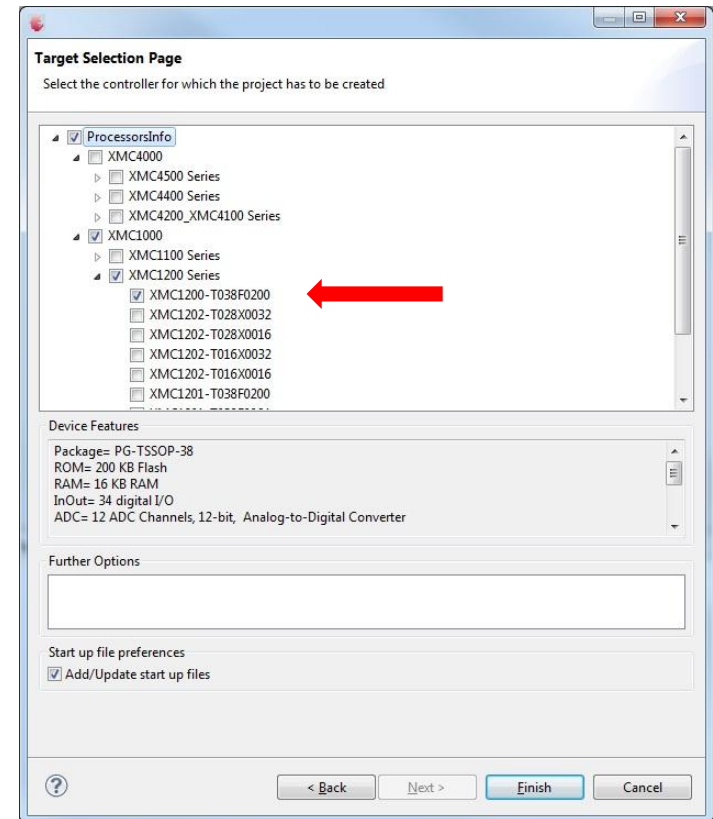 Target Selection Page
Select the controller for which the project has to be created
ProcessorsInfo
XMC4000
XMC4500 Series
XMC4400 Series
XMC4200_XMC4100 Series
XMC1000
XMC1100 Series
XMC1200 Series
XMC1200-T038F0200
XMC1202-T028X0032
XMC1202-T028X0016
XMC1202-T016X0032
XMC1202-T016X0016
XMC1201-T038F0200
Device Features
Package= PG-TSSOP-38
ROM= 200 KB Flash
RAM= 16 KB RAM
InOut= 34 digital I/O
ADC= 12 ADC Channels, 12-bit, Analog-to-Digital Converter
Further Options
Start up file preferences
Add/Update start up files
? < Back Next > Finish Cancel